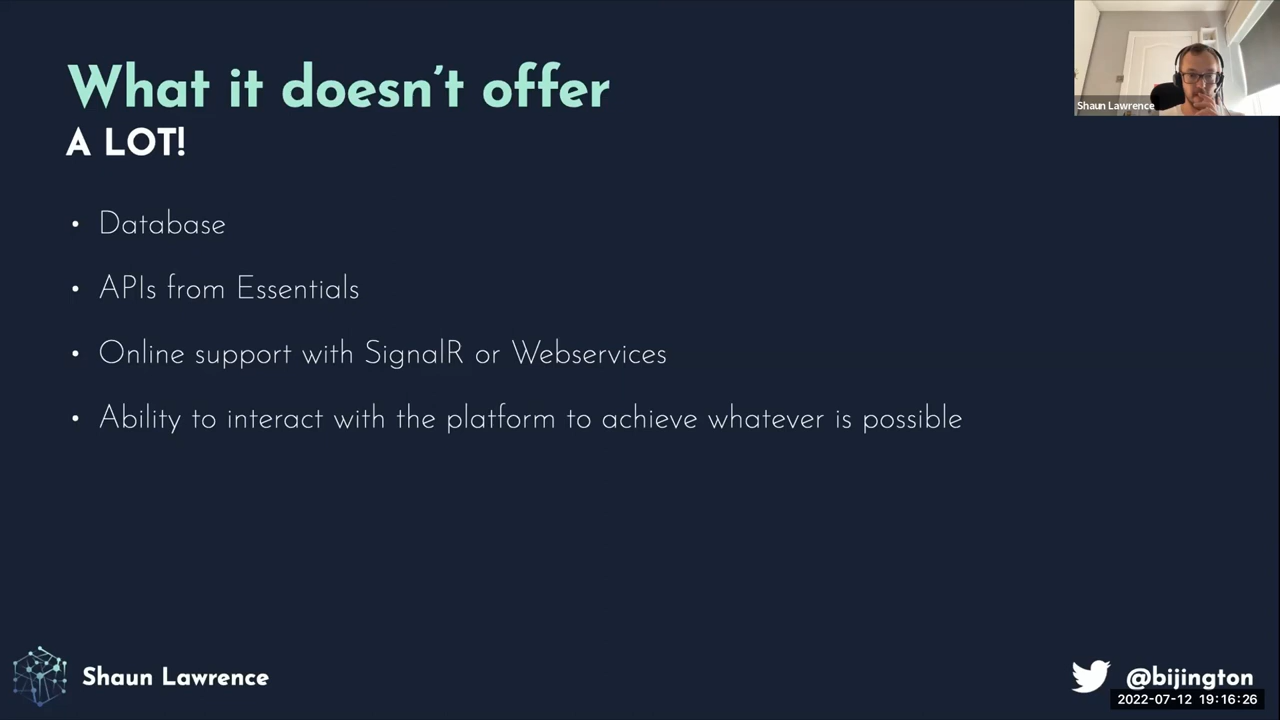 What it doesn’t offer
A LOT!
Shaun Lawrence
• Database
• APIs from Essentials
• Online support with SignalR or Webservices
• Ability to interact with the platform to achieve whatever is possible
Shaun Lawrence
@bijington
2022-07-12 19:16:26